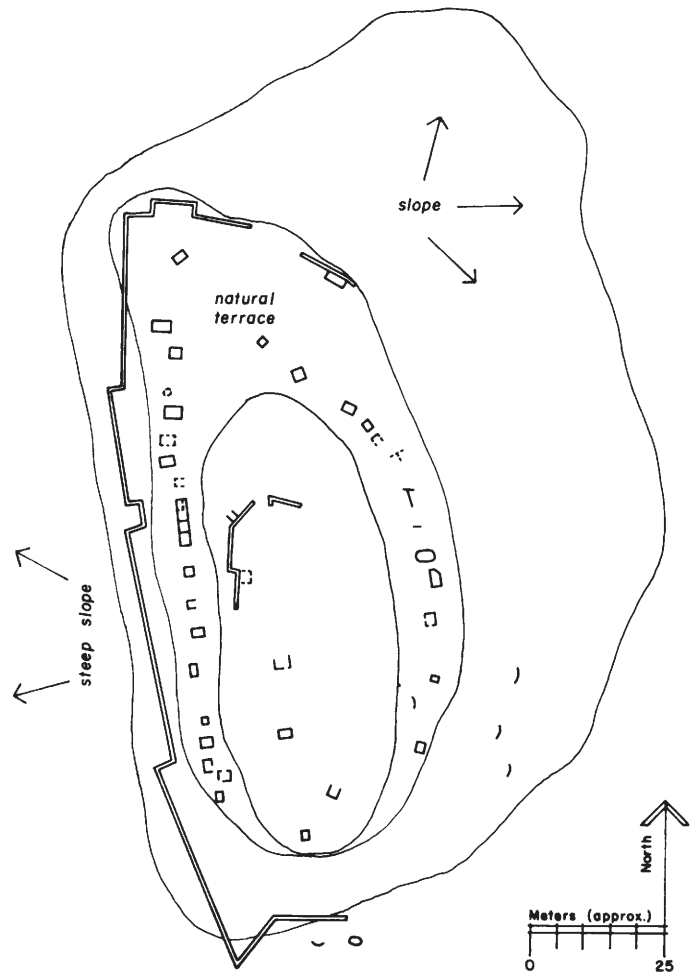 slope
natural
terrace
steep slope
North
Meters (approx.)
0 25